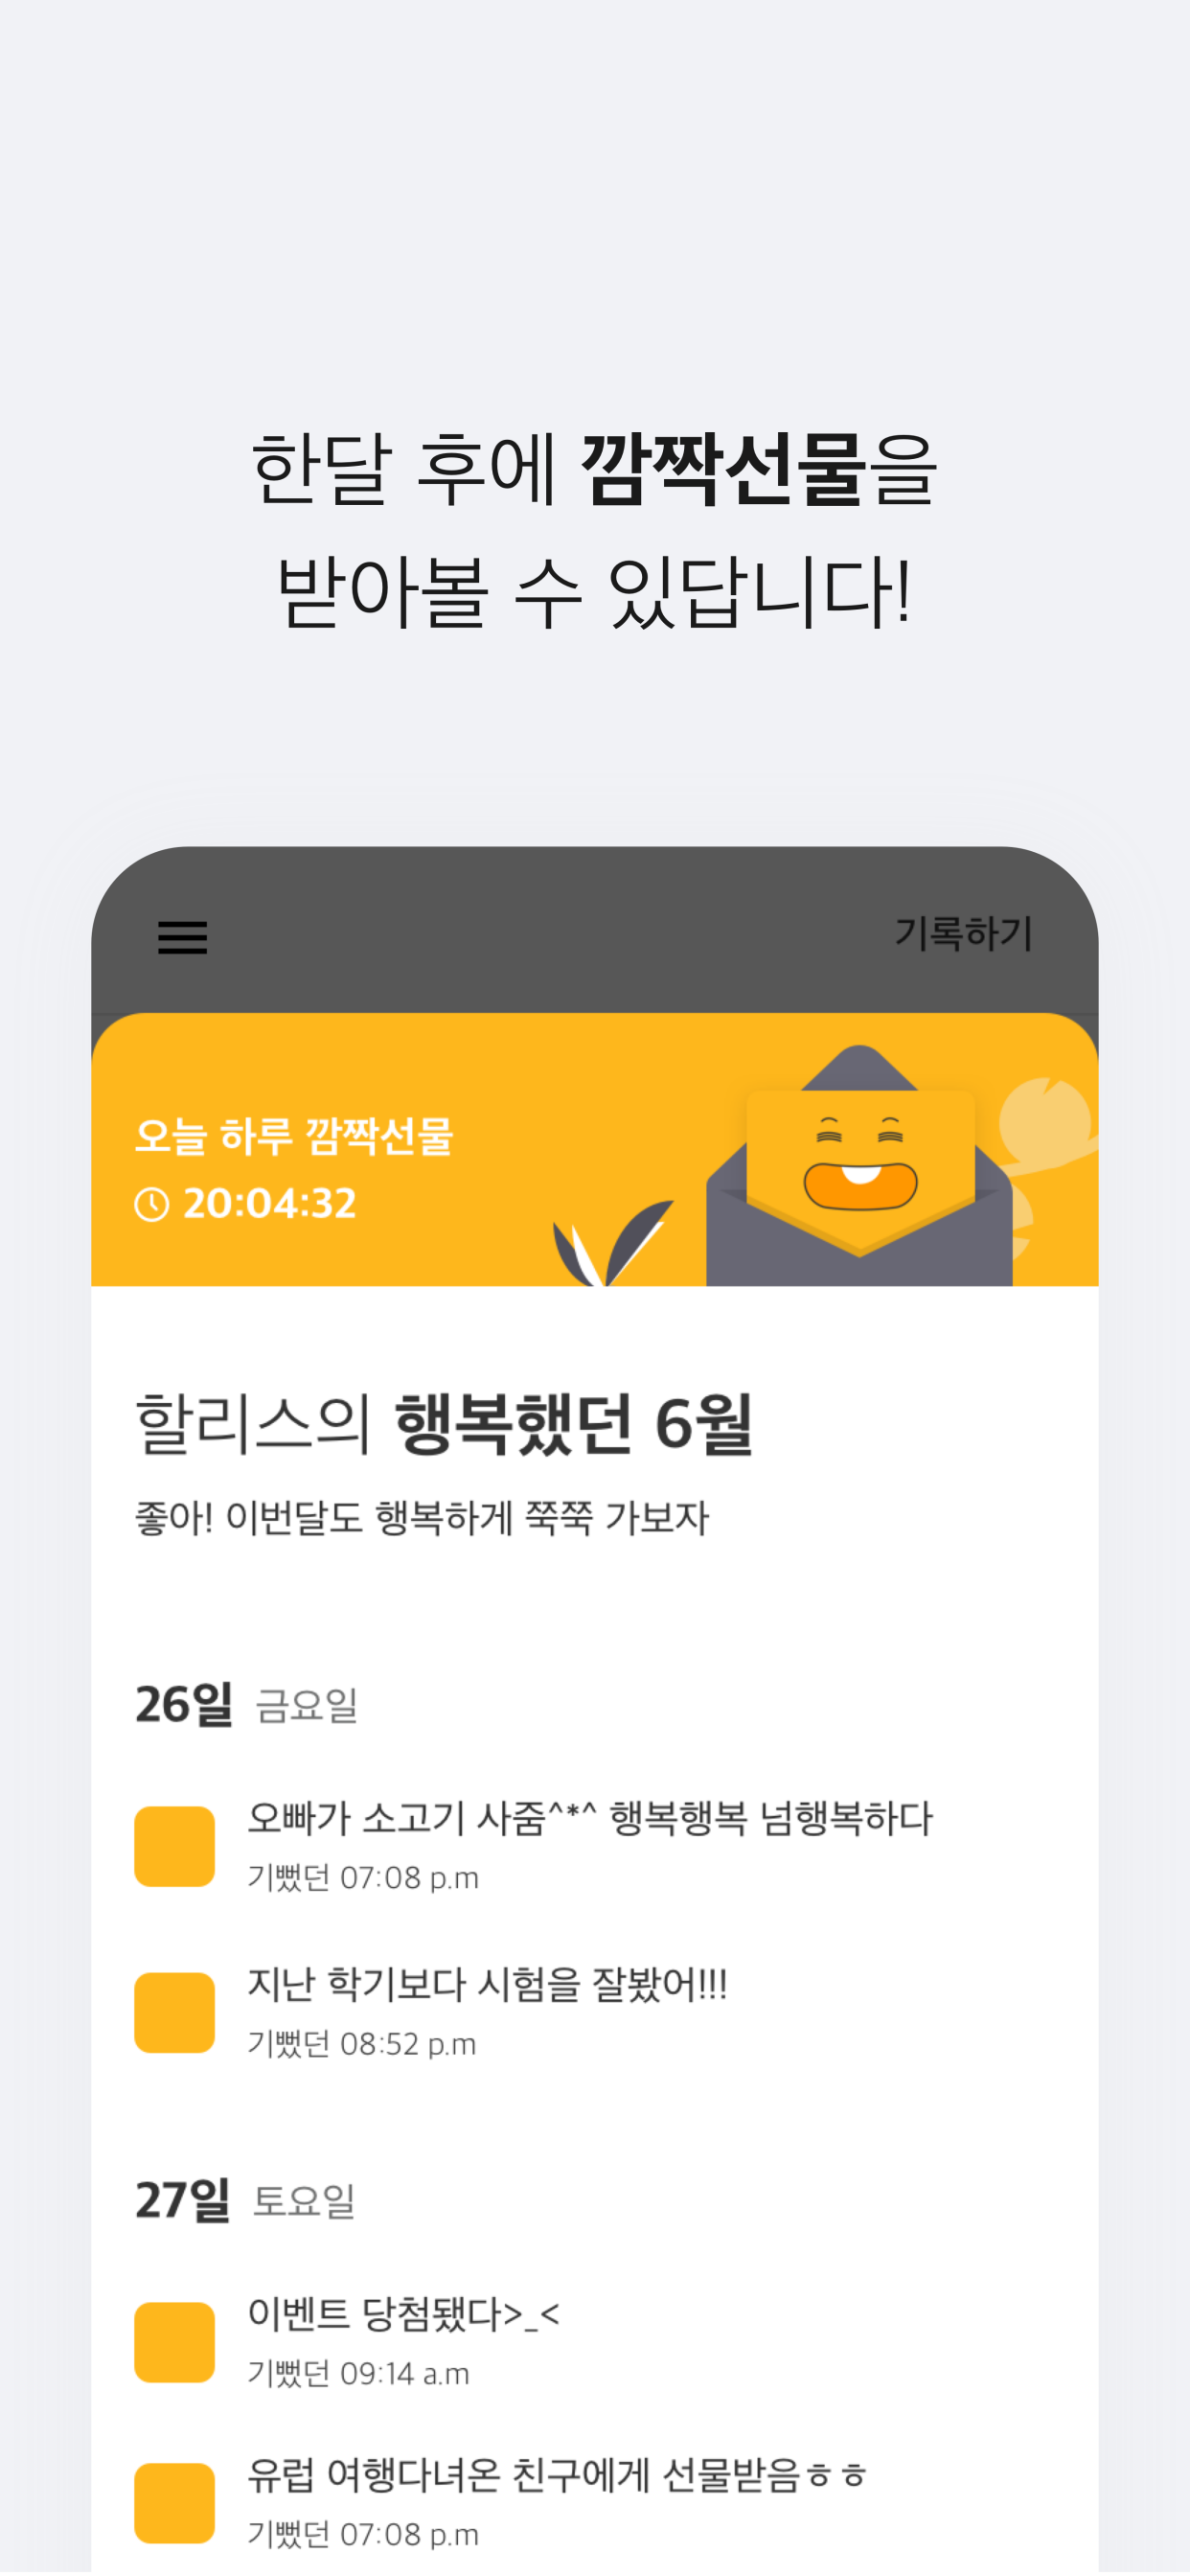 한달 후에 깜짝선물을
받아볼 수 있답니다!
기록하기
오늘 하루 깜짝선물
20:04:32
할리스의 행복했던 6월
좋아! 이번달도 행복하게 쭉쭉 가보자
26일 금요일
오빠가 소고기 사줌^*^ 행복행복 넘행복하다
기뻤던 07:08 p.m
지난 학기보다 시험을 잘봤어!!!
기뻤던 08:52 p.m
27일 토요일
이벤트 당첨됐다>_<
기뻤던 09:14 a.m
유럽 여행다녀온 친구에게 선물받음ㅎㅎ
기뻤던 07:08 p.m